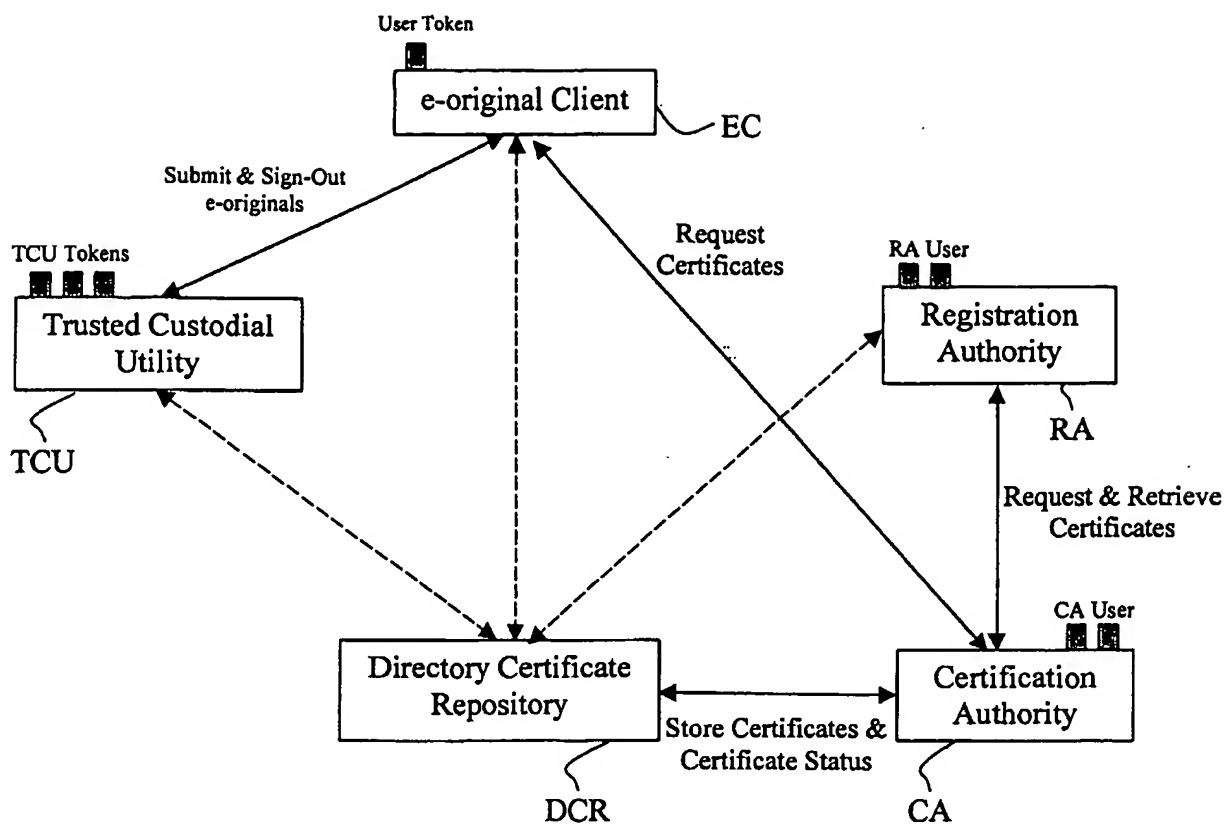 User Token
e-original Client
EC
Submit & Sign-Out
e-originals
TCU Tokens
Trusted Custodial
Utility
TCU
Request
Certificates
RA User
Registration
Authority
RA
Request & Retrieve
Certificates
CA User
Certification
Authority
CA
Directory Certificate
Repository
DCR
Store Certificates &
Certificate Status